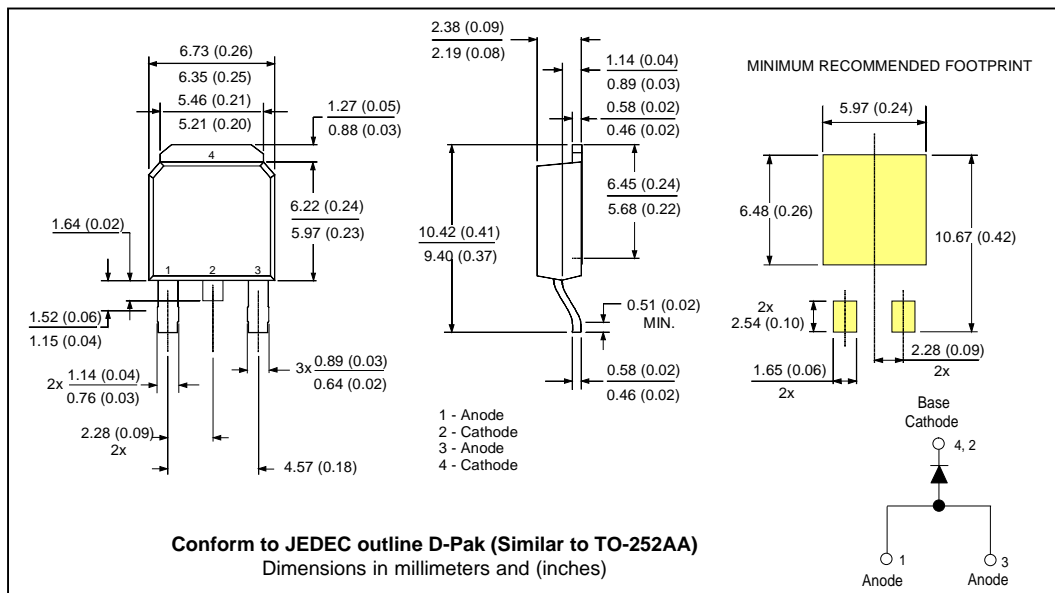 6.73 (0.26)
6.35 (0.25)
5.46 (0.21)
5.21 (0.20)
1.27 (0.05)
0.88 (0.03)
4
1.64 (0.02)
6.22 (0.24)
5.97 (0.23)
1
2
3
1.52 (0.06)
1.15 (0.04)
2x 1.14 (0.04)
0.76 (0.03)
3x 0.89 (0.03)
0.64 (0.02)
2.28 (0.09)
2x
4.57 (0.18)
2.38 (0.09)
2.19 (0.08)
1.14 (0.04)
0.89 (0.03)
0.58 (0.02)
0.46 (0.02)
6.45 (0.24)
5.68 (0.22)
10.42 (0.41)
9.40 (0.37)
0.51 (0.02)
MIN.
0.58 (0.02)
0.46 (0.02)
1 - Anode
2 - Cathode
3 - Anode
4 - Cathode
MINIMUM RECOMMENDED FOOTPRINT
5.97 (0.24)
6.48 (0.26)
10.67 (0.42)
2x
2.54 (0.10)
1.65 (0.06)
2x
2.28 (0.09)
2x
Base
Cathode
4, 2
1
Anode
3
Anode
Conform to JEDEC outline D-Pak (Similar to TO-252AA)
Dimensions in millimeters and (inches)